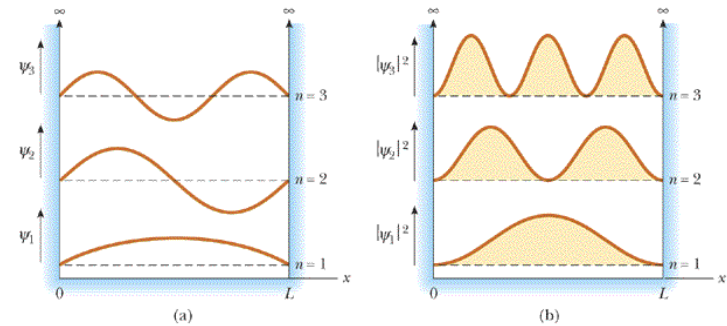 ∞ ∞
ψ₃
n = 3
ψ₂
n = 2
ψ₁
n = 1
0 L x
(a)
∞ ∞
|ψ₃|²
n = 3
|ψ₂|²
n = 2
|ψ₁|²
n = 1
0 L x
(b)